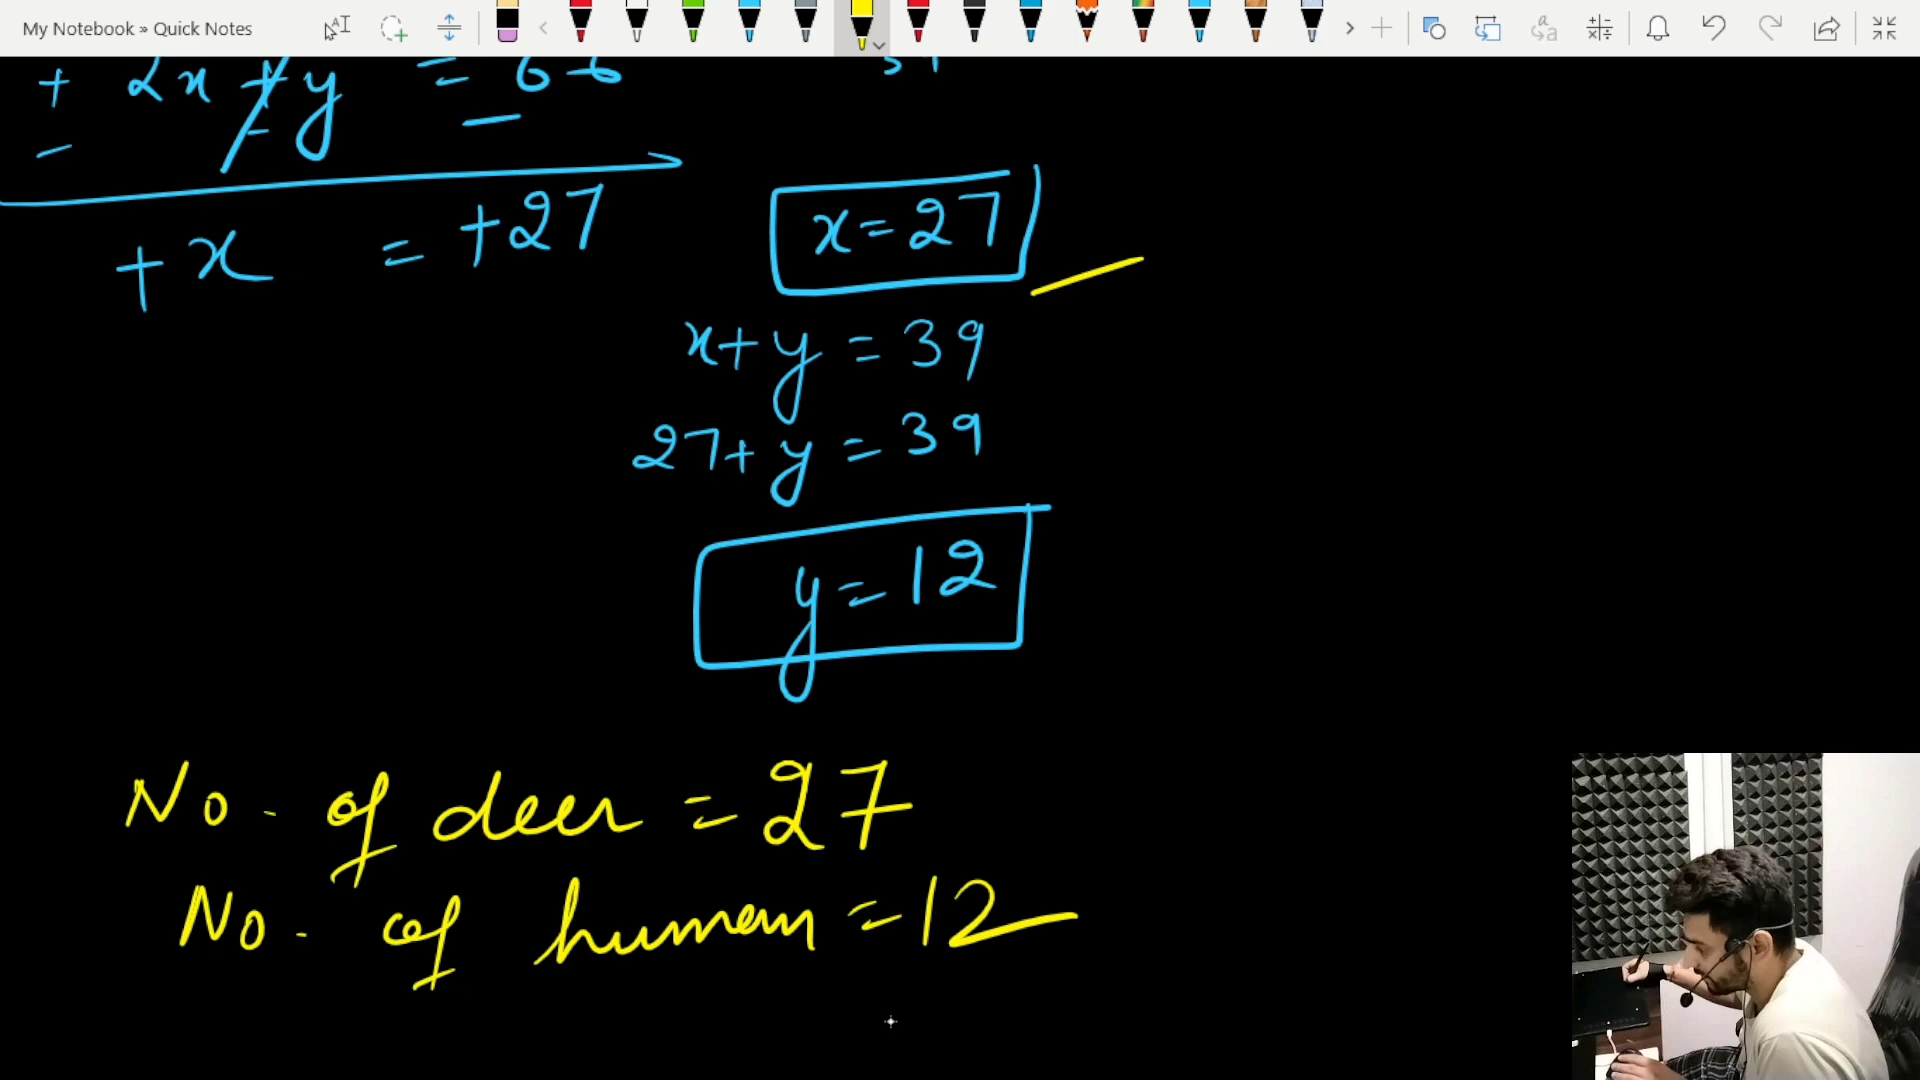 My Notebook » Quick Notes
+ 2x + y = 66
- - -
+ x = +27
x = 27
x + y = 39
27 + y = 39
y = 12
No. of deer = 27
No. of human = 12